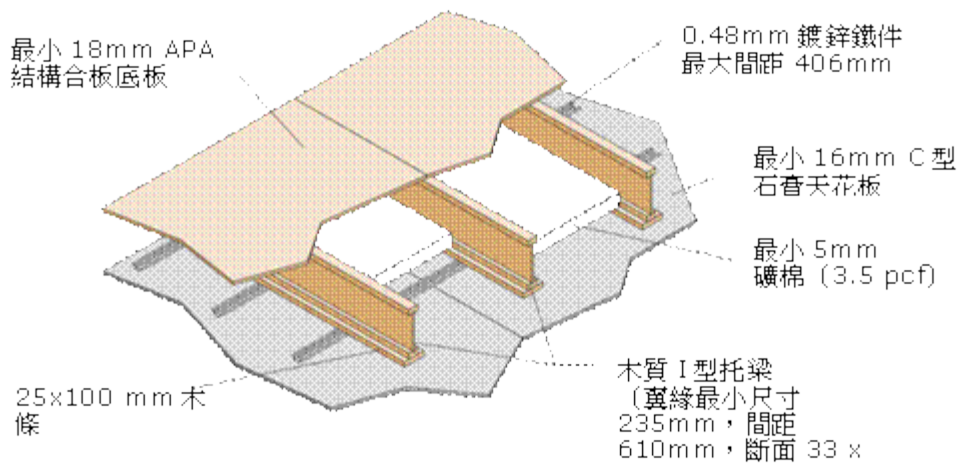 最小 18mm APA
結構合板底板
0.48mm 鍍鋅鐵件
最大間距 406mm
最小 16mm C 型
石膏天花板
最小 5mm
礦棉 (3.5 pcf)
25x100 mm 木
條
木質 I 型托梁
（翼緣最小尺寸
235mm，間距
610mm，斷面 33 x